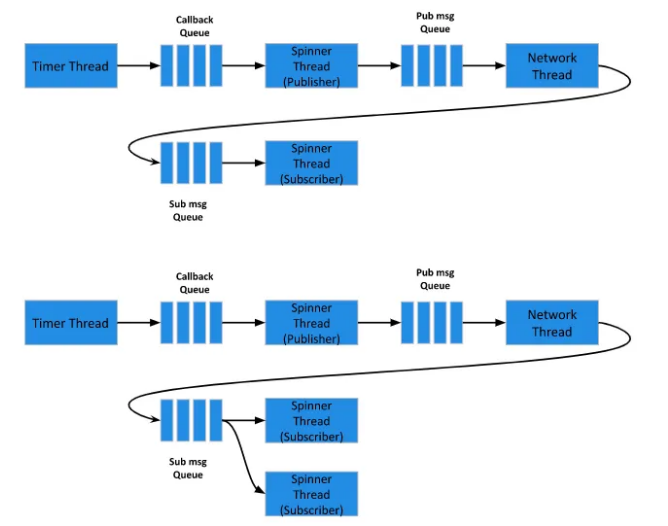 Callback
Queue
Pub msg
Queue
Timer Thread
Spinner
Thread
(Publisher)
Network
Thread
Spinner
Thread
(Subscriber)
Sub msg
Queue
Callback
Queue
Pub msg
Queue
Timer Thread
Spinner
Thread
(Publisher)
Network
Thread
Spinner
Thread
(Subscriber)
Sub msg
Queue
Spinner
Thread
(Subscriber)